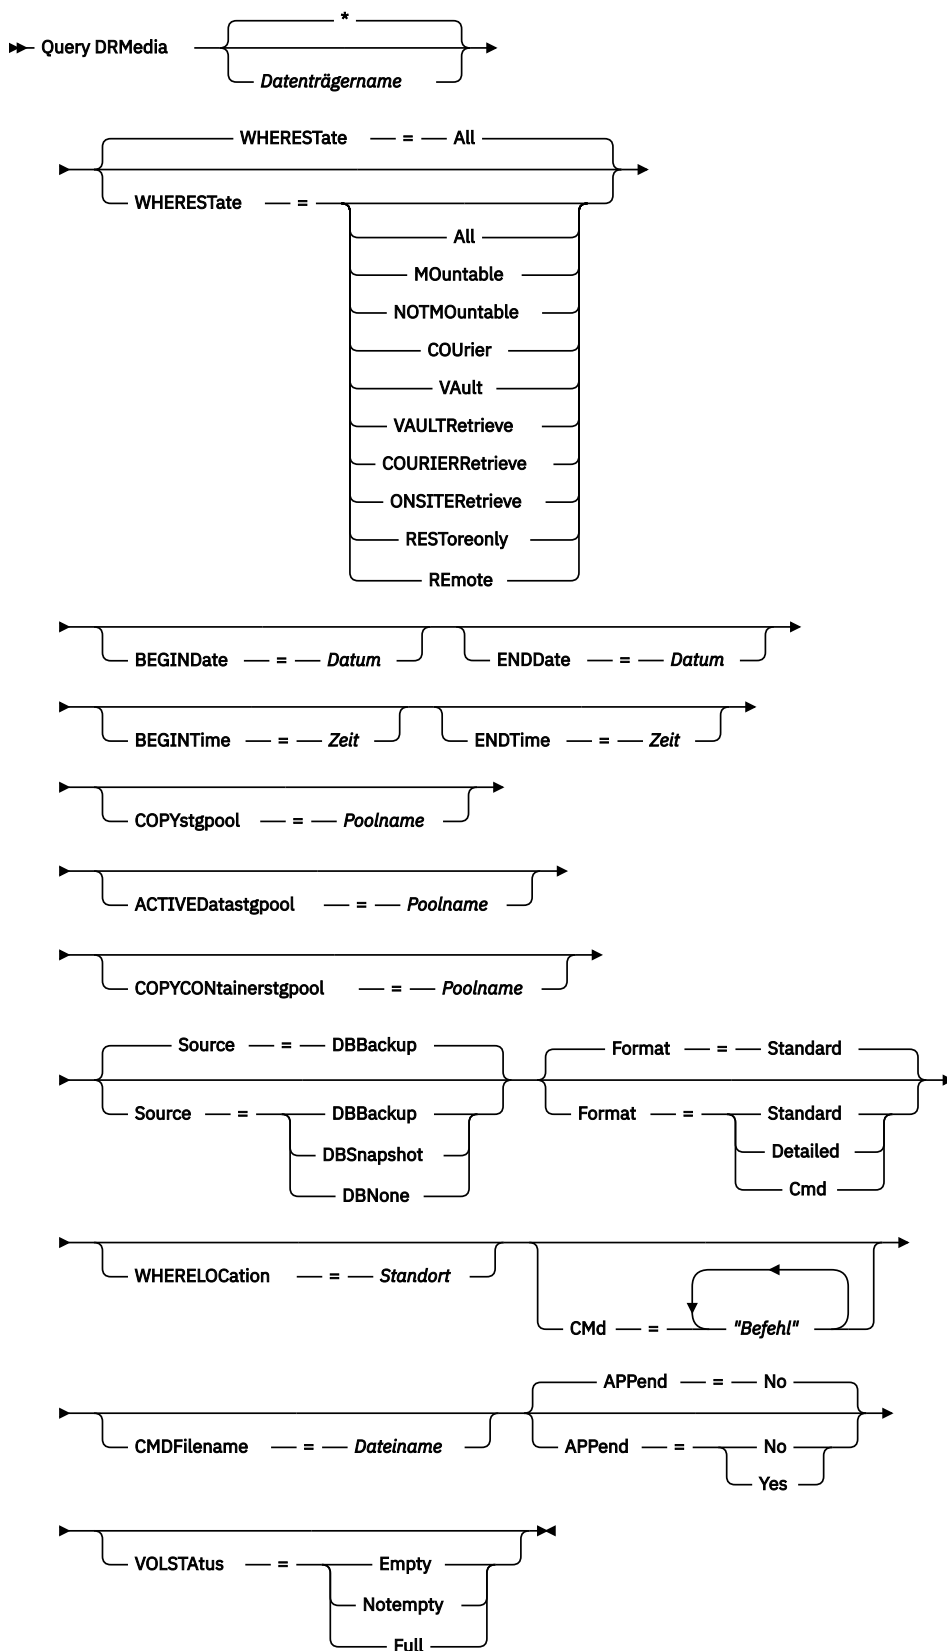 *
Query DRMedia
Datenträgername
WHERESTate = All
WHERESTate =
All
MOuntable
NOTMOuntable
COUrier
VAult
VAULTRetrieve
COURIERRetrieve
ONSITERetrieve
RESToreonly
REmote
BEGINDate = Datum ENDDate = Datum
BEGINTime = Zeit ENDTime = Zeit
COPYstgpool = Poolname
ACTIVEDatastgpool = Poolname
COPYCONtainerstgpool = Poolname
Source = DBBackup Format = Standard
Source = DBBackup Format = Standard
DBSnapshot Detailed
DBNone Cmd
WHERELOCation = Standort
CMd = "Befehl"
APPend = No
CMDFilename = Dateiname APPend = No
Yes
VOLSTAtus = Empty
Notempty
Full